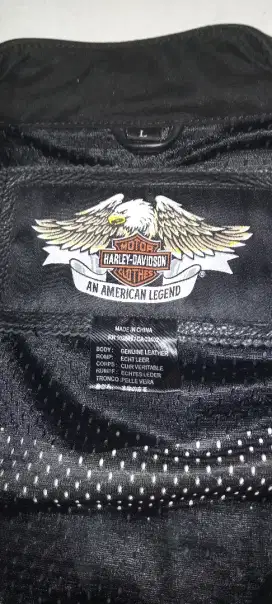 L
MOTOR
HARLEY-DAVIDSON
CLOTHES
®
AN AMERICAN LEGEND
MADE IN CHINA
BODY : GENUINE LEATHER
ROMP : ECHT LEER
CORPS : CUIR VERITABLE
RUMPF : ECHTES LEDER
TRONCO : PELLE VERA